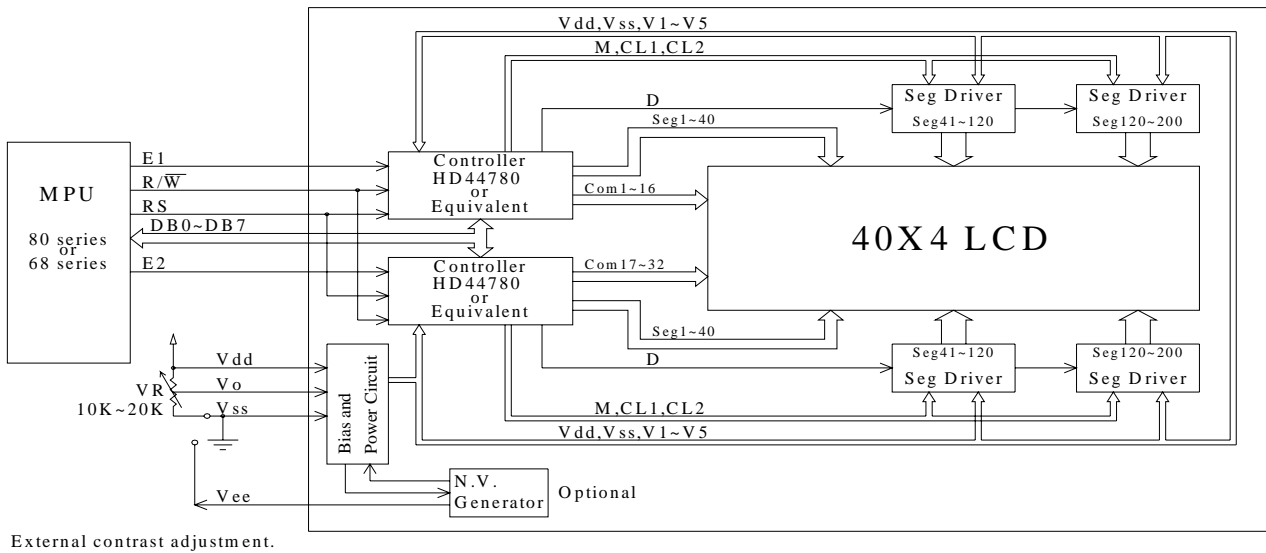 Vdd,Vss,V1~V5
M,CL1,CL2
D
Seg1~40
Seg Driver
Seg41~120
Seg Driver
Seg120~200
MPU
80 series
or
68 series
E1
R/W̅
RS
DB0~DB7
E2
Controller
HD44780
or
Equivalent
Com1~16
40X4 LCD
Controller
HD44780
or
Equivalent
Com17~32
Seg1~40
D
Seg41~120
Seg Driver
Seg120~200
Seg Driver
M,CL1,CL2
Vdd,Vss,V1~V5
Vdd
VR
Vo
10K~20K
Vss
Bias and
Power Circuit
Vee
N.V.
Generator
Optional
External contrast adjustment.